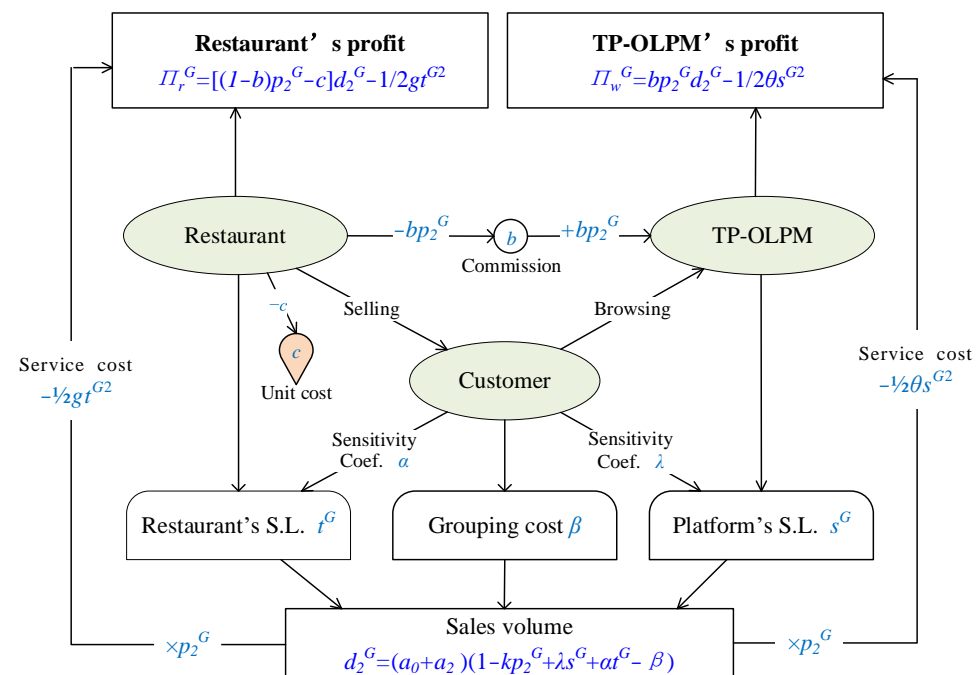 Restaurant’s profit
Π_r^G=[(1-b)p_2^G-c]d_2^G-1/2gt^{G2}
TP-OLPM’s profit
Π_w^G=bp_2^Gd_2^G-1/2θs^{G2}
Restaurant
−bp_2^G
b
+bp_2^G
TP-OLPM
Commission
−c
Selling
Browsing
c
Unit cost
Customer
Service cost
−½gt^{G2}
Service cost
−½θs^{G2}
Sensitivity
Coef. α
Sensitivity
Coef. λ
Restaurant’s S.L. t^G
Grouping cost β
Platform’s S.L. s^G
×p_2^G
Sales volume
d_2^G=(a_0+a_2)(1-kp_2^G+λs^G+αt^G-β)
×p_2^G